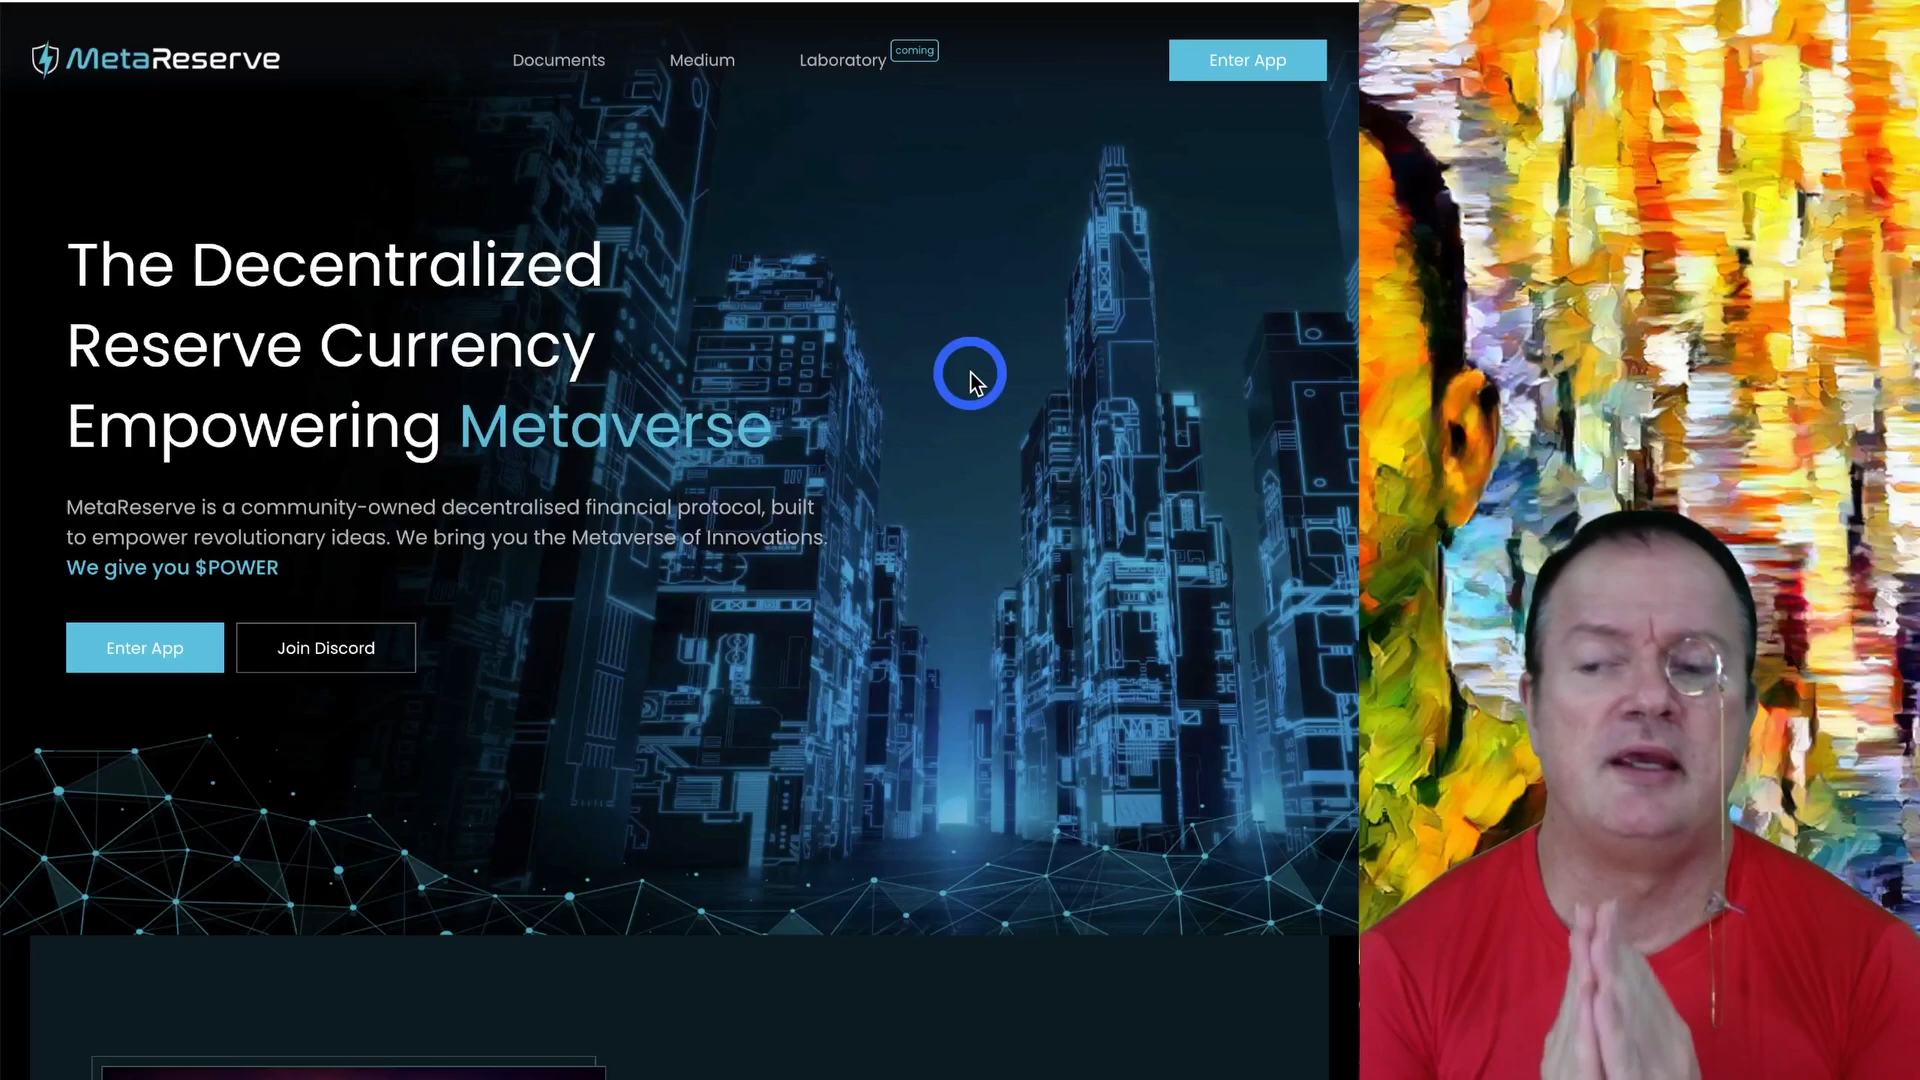 MetaReserve
Documents
Medium
Laboratory
coming
Enter App
The Decentralized
Reserve Currency
Empowering Metaverse
MetaReserve is a community-owned decentralised financial protocol, built
to empower revolutionary ideas. We bring you the Metaverse of Innovations.
We give you $POWER
Enter App
Join Discord